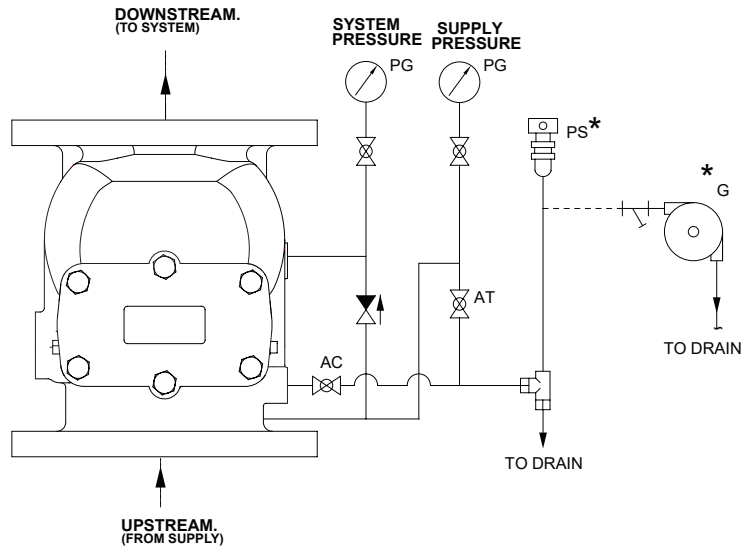 DOWNSTREAM.
(TO SYSTEM)
SYSTEM
PRESSURE
SUPPLY
PRESSURE
PG
PG
PS*
*
G
AT
TO DRAIN
AC
TO DRAIN
UPSTREAM.
(FROM SUPPLY)